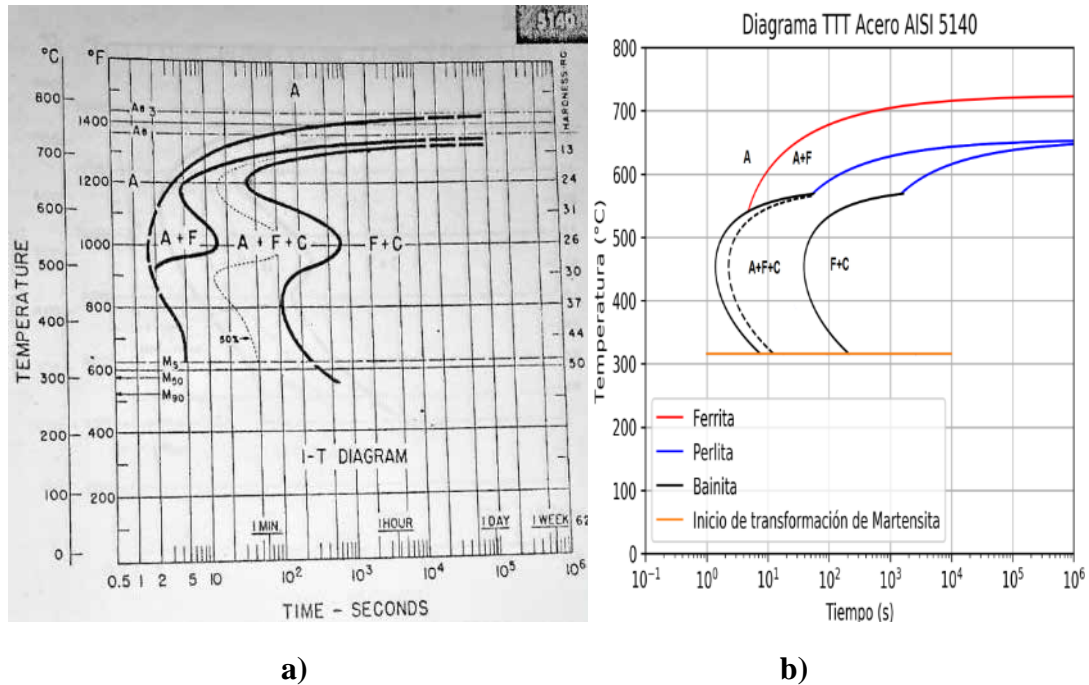 5140
°C
°F
A
800
Ae 3
1400
Ae 1
HARDNESS-RC
700
13
A
1200
24
600
31
A + F
A + F + C
F + C
1000
26
500
30
800
37
400
44
50%
TEMPERATURE
Ms
50
600
300
M50
M90
400
200
I-T DIAGRAM
100
200
1 MIN.
1 HOUR
1 DAY
1 WEEK
62
0
0.5 1 2 5 10 10² 10³ 10⁴ 10⁵ 10⁶
TIME – SECONDS
a)
Diagrama TTT Acero AISI 5140
800
700
A
A+F
600
500
A+F+C
F+C
400
300
200
100
0
Temperatura (°C)
Ferrita
Perlita
Bainita
Inicio de transformación de Martensita
10⁻¹ 10⁰ 10¹ 10² 10³ 10⁴ 10⁵ 10⁶
Tiempo (s)
b)